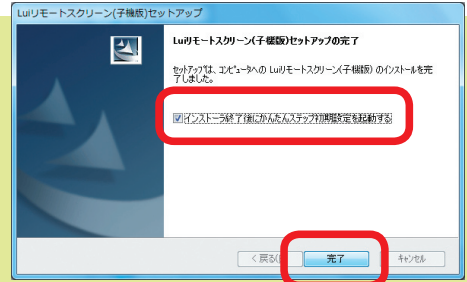 Luiリモートスクリーン(子機版)セットアップ
Luiリモートスクリーン(子機版)セットアップの完了
セットアップは、コンピュータへの Luiリモートスクリーン(子機版) のインストールを完
了しました。
インストーラ終了後にかんたんステップ初期設定を起動する
< 戻る(
完了
キャンセル